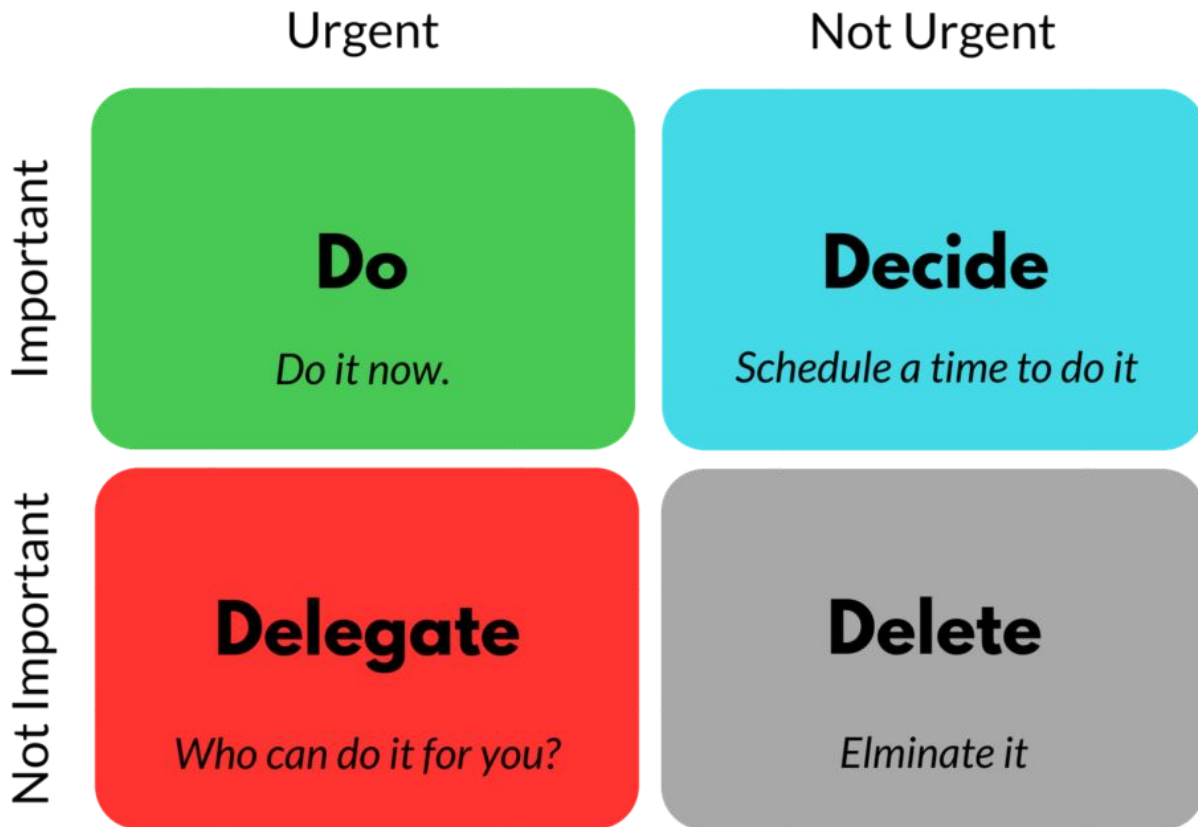 Urgent
Not Urgent
Important
Do
Do it now.
Decide
Schedule a time to do it
Not Important
Delegate
Who can do it for you?
Delete
Elminate it